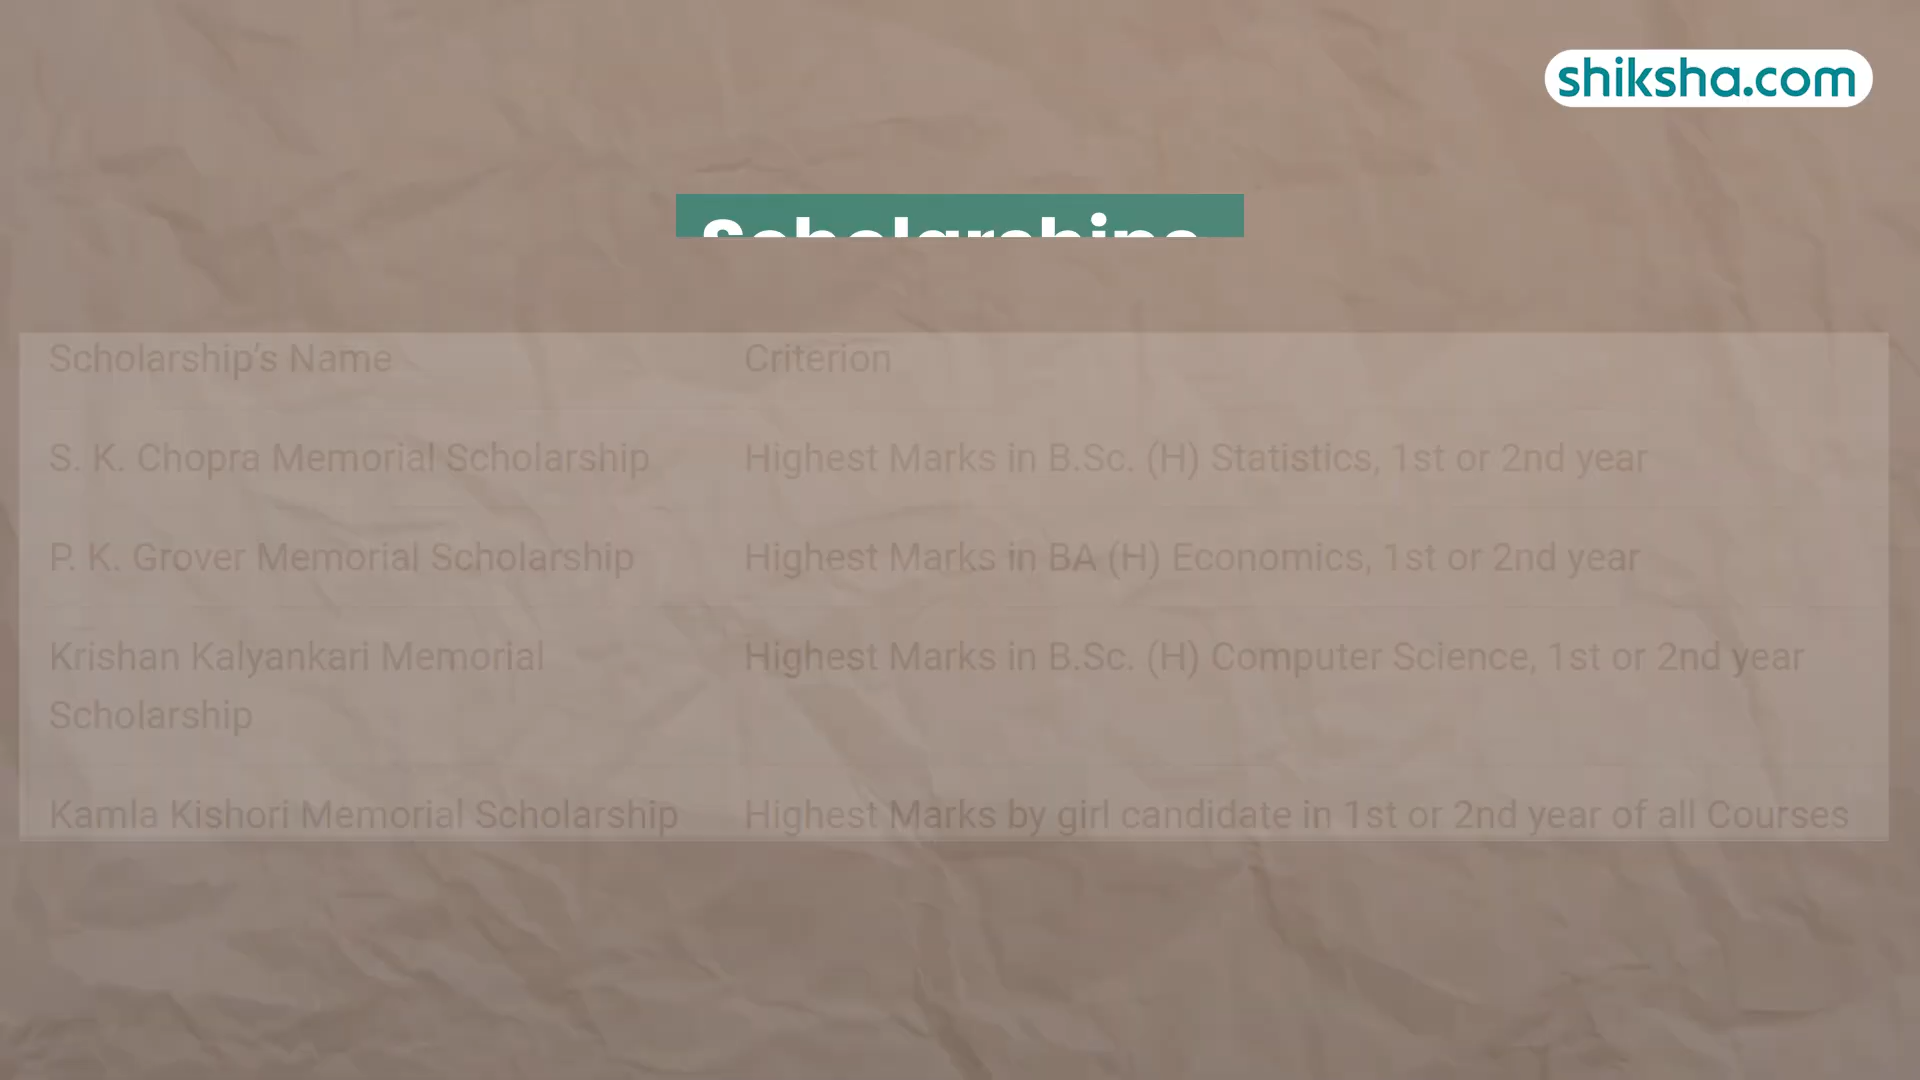 shiksha.com
Scholarships
Scholarship's Name Criterion
S. K. Chopra Memorial Scholarship Highest Marks in B.Sc. (H) Statistics, 1st or 2nd year
P. K. Grover Memorial Scholarship Highest Marks in BA (H) Economics, 1st or 2nd year
Krishan Kalyankari Memorial Highest Marks in B.Sc. (H) Computer Science, 1st or 2nd year
Scholarship
Kamla Kishori Memorial Scholarship Highest Marks by girl candidate in 1st or 2nd year of all Courses